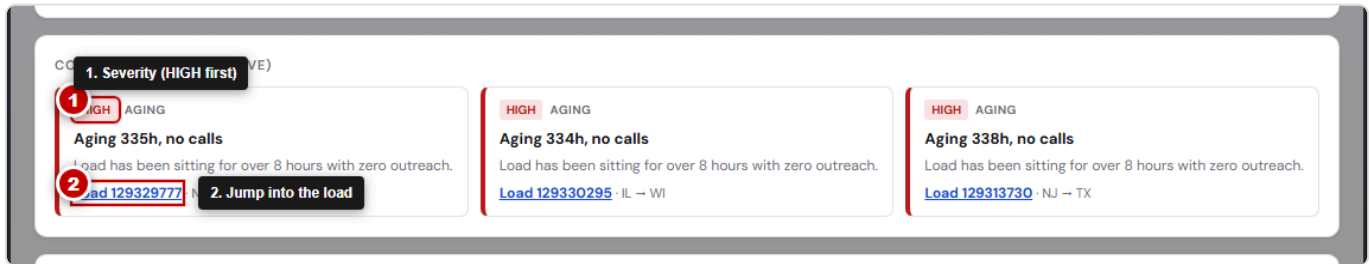 CO
VE)
1. Severity (HIGH first)
1
HIGH AGING
Aging 335h, no calls
Load has been sitting for over 8 hours with zero outreach.
2
Load 129329777 · N
2. Jump into the load
HIGH AGING
Aging 334h, no calls
Load has been sitting for over 8 hours with zero outreach.
Load 129330295 · IL → WI
HIGH AGING
Aging 338h, no calls
Load has been sitting for over 8 hours with zero outreach.
Load 129313730 · NJ → TX